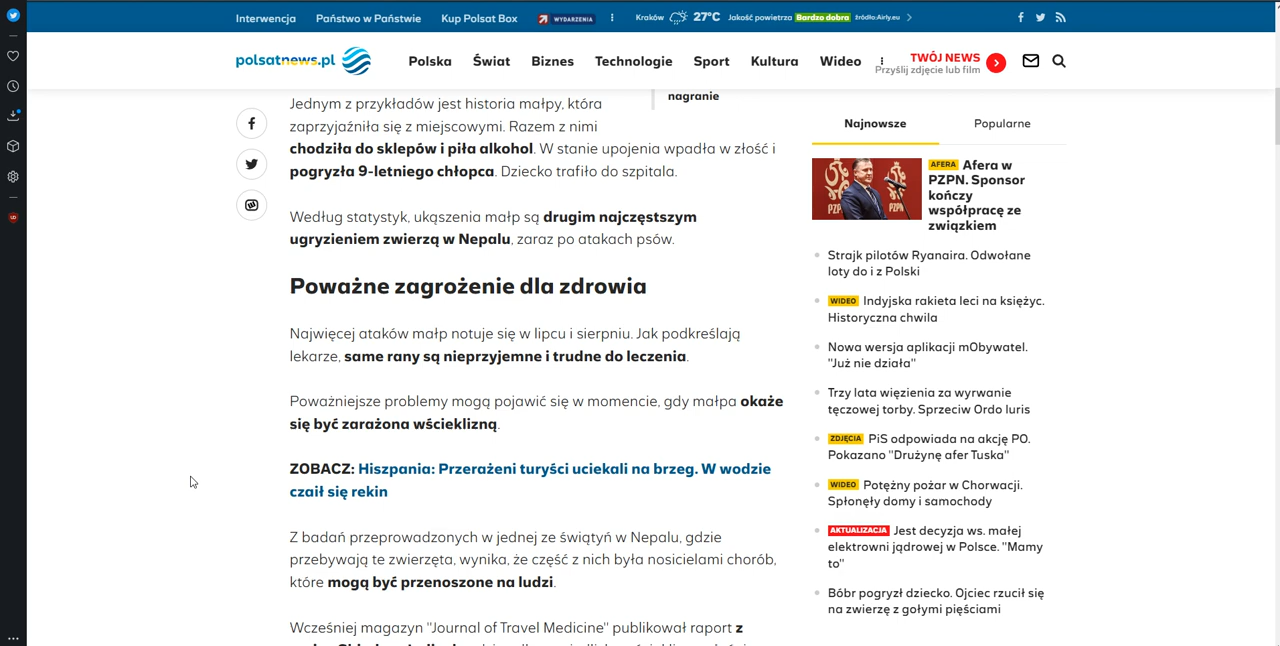 Interwencja Państwo w Państwie Kup Polsat Box WYDARZENIA Kraków 27°C Jakość powietrza Bardzo dobra źródło:Airly.eu
polsatnews.pl Polska Świat Biznes Technologie Sport Kultura Wideo TWÓJ NEWS
Przyślij zdjęcie lub film
nagranie
Jednym z przykładów jest historia małpy, która
zaprzyjaźniła się z miejscowymi. Razem z nimi
chodziła do sklepów i piła alkohol. W stanie upojenia wpadła w złość i
pogryzła 9-letniego chłopca. Dziecko trafiło do szpitala.
Według statystyk, ukąszenia małp są drugim najczęstszym
ugryzieniem zwierzą w Nepalu, zaraz po atakach psów.
Poważne zagrożenie dla zdrowia
Najwięcej ataków małp notuje się w lipcu i sierpniu. Jak podkreślają
lekarze, same rany są nieprzyjemne i trudne do leczenia.
Poważniejsze problemy mogą pojawić się w momencie, gdy małpa okaże
się być zarażona wścieklizną.
ZOBACZ: Hiszpania: Przerażeni turyści uciekali na brzeg. W wodzie
czaił się rekin
Z badań przeprowadzonych w jednej ze świątyń w Nepalu, gdzie
przebywają te zwierzęta, wynika, że część z nich była nosicielami chorób,
które mogą być przenoszone na ludzi.
Wcześniej magazyn "Journal of Travel Medicine" publikował raport z
Najnowsze Popularne
AFERA Afera w
PZPN. Sponsor
kończy
współpracę ze
związkiem
Strajk pilotów Ryanaira. Odwołane
loty do i z Polski
WIDEO Indyjska rakieta leci na księżyc.
Historyczna chwila
Nowa wersja aplikacji mObywatel.
"Już nie działa"
Trzy lata więzienia za wyrwanie
tęczowej torby. Sprzeciw Ordo Iuris
ZDJĘCIA PiS odpowiada na akcję PO.
Pokazano "Drużynę afer Tuska"
WIDEO Potężny pożar w Chorwacji.
Spłonęły domy i samochody
AKTUALIZACJA Jest decyzja ws. małej
elektrowni jądrowej w Polsce. "Mamy
to"
Bóbr pogryzł dziecko. Ojciec rzucił się
na zwierzę z gołymi pięściami